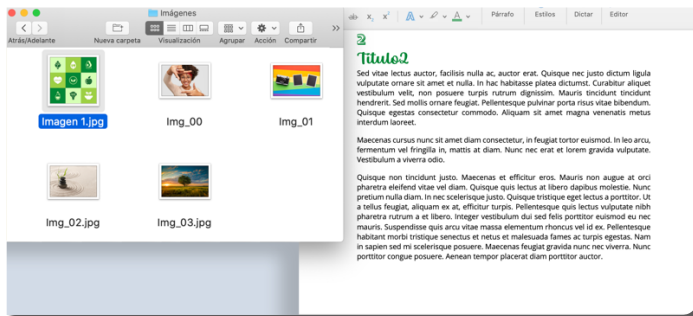 Imágenes
Atrás/Adelante
Nueva carpeta
Visualización
Agrupar
Acción
Compartir
Imagen 1.jpg
Img_00
Img_01
Img_02.jpg
Img_03.jpg
Párrafo
Estilos
Dictar
Editor
2
Titulo2
Sed vitae lectus auctor, facilisis nulla ac, auctor erat. Quisque nec justo dictum ligula
vulputate ornare sit amet et nulla. In hac habitasse platea dictumst. Curabitur aliquet
vestibulum velit, non posuere turpis rutrum dignissim. Mauris tincidunt tincidunt
hendrerit. Sed mollis ornare feugiat. Pellentesque pulvinar porta risus vitae bibendum.
Quisque egestas consectetur commodo. Aliquam sit amet magna venenatis metus
interdum laoreet.
Maecenas cursus nunc sit amet diam consectetur, in feugiat tortor euismod. In leo arcu,
fermentum vel fringilla in, mattis at diam. Nunc nec erat et lorem gravida vulputate.
Vestibulum a viverra odio.
Quisque non tincidunt justo. Maecenas et efficitur eros. Mauris non augue at orci
pharetra eleifend vitae vel diam. Quisque quis lectus at libero dapibus molestie. Nunc
pretium nulla diam. In nec scelerisque justo. Quisque tristique eget lectus a porttitor. Ut
a tellus feugiat, aliquam ex at, efficitur turpis. Pellentesque quis lectus vulputate nibh
pharetra rutrum a et libero. Integer vestibulum dui sed felis porttitor euismod eu nec
mauris. Suspendisse quis arcu vitae massa elementum rhoncus vel id ex. Pellentesque
habitant morbi tristique senectus et netus et malesuada fames ac turpis egestas. Nam
in sapien sed mi scelerisque posuere. Maecenas feugiat gravida nunc nec viverra. Nunc
porttitor congue posuere. Aenean tempor placerat diam porttitor auctor.